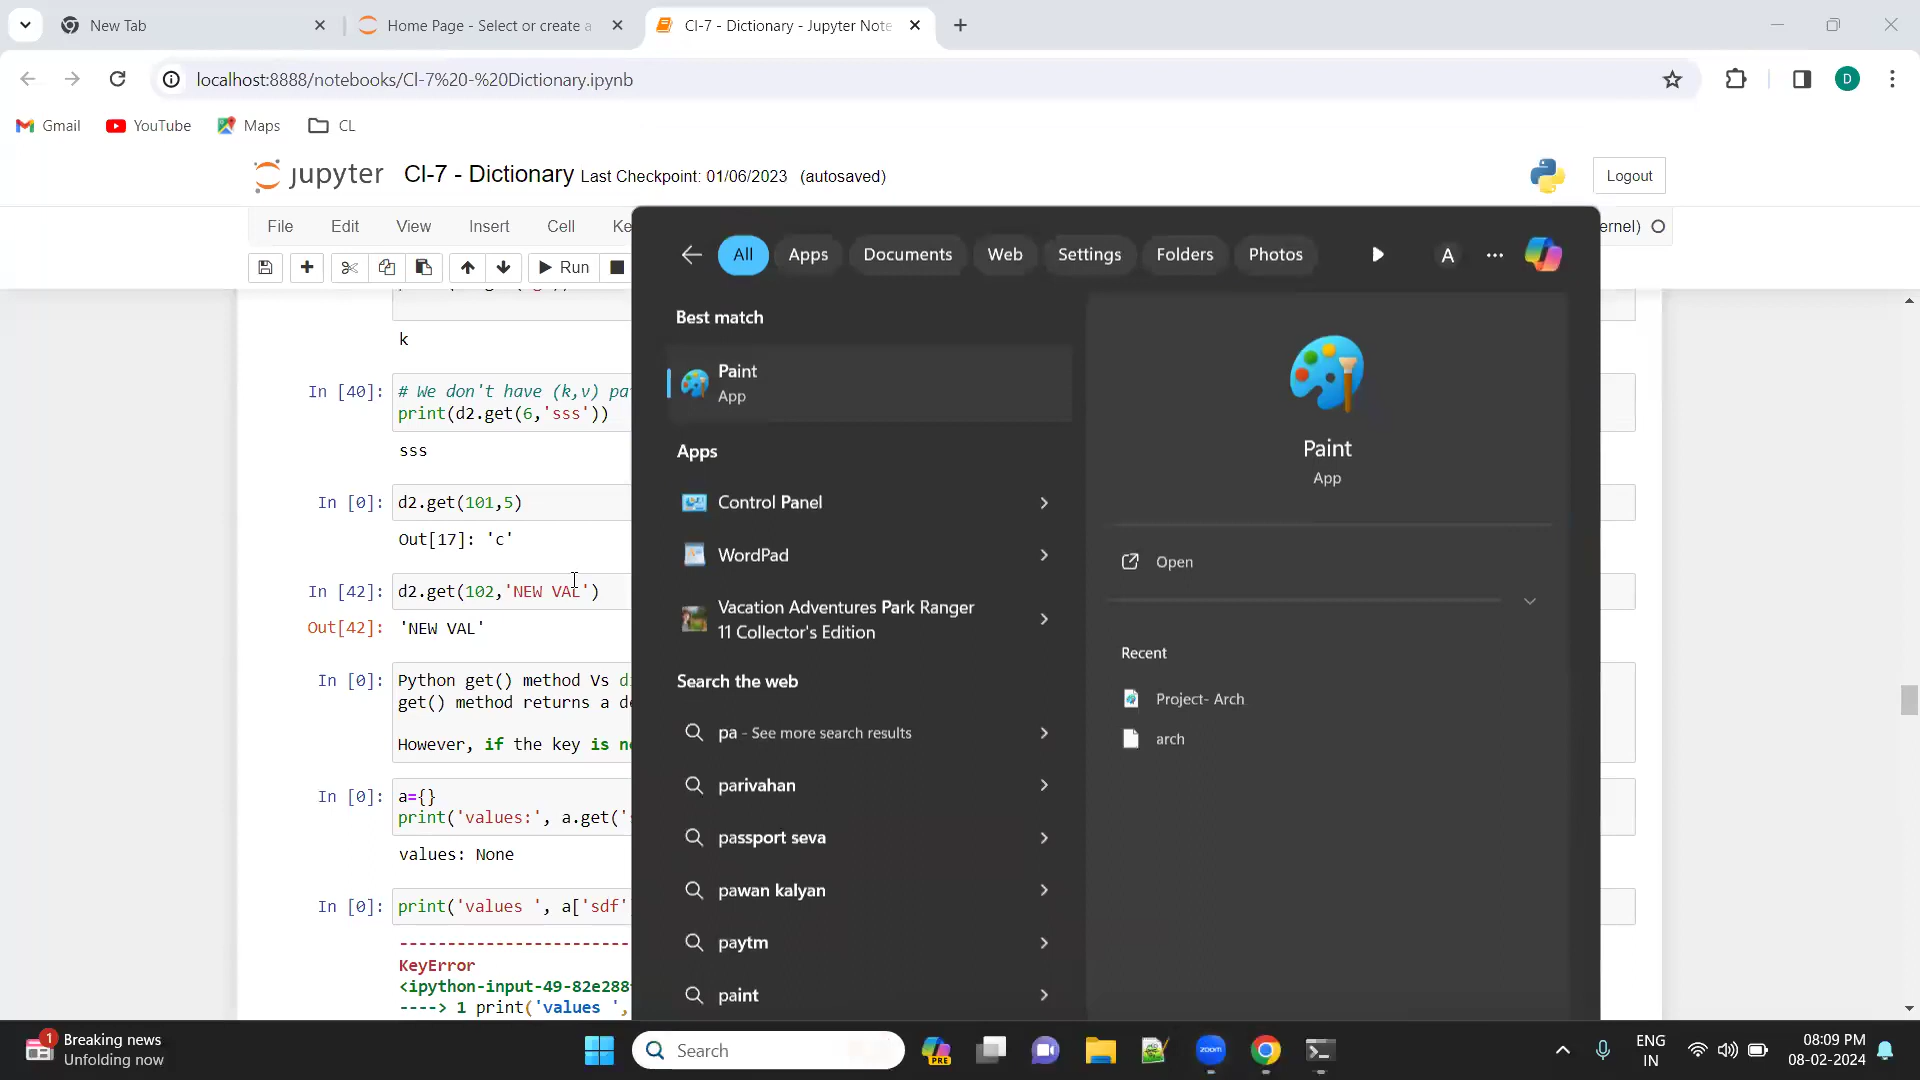 New Tab
Home Page - Select or create a
Cl-7 - Dictionary - Jupyter Note
localhost:8888/notebooks/Cl-7%20-%20Dictionary.ipynb
D
Gmail YouTube Maps CL
jupyter Cl-7 - Dictionary Last Checkpoint: 01/06/2023 (autosaved)
Logout
File Edit View Insert Cell Ke
ernel)
Run
k
In [40]: # We don't have (k,v) pa
print(d2.get(6,'sss'))
sss
In [0]: d2.get(101,5)
Out[17]: 'c'
In [42]: d2.get(102,'NEW VAL')
Out[42]: 'NEW VAL'
In [0]: Python get() method Vs d
get() method returns a de
However, if the key is n
In [0]: a={}
print('values:', a.get('
values: None
In [0]: print('values ', a['sdf'
KeyError
<ipython-input-49-82e288
----> 1 print('values ',
All Apps Documents Web Settings Folders Photos A
Best match
Paint
App
Apps
Control Panel
WordPad
Vacation Adventures Park Ranger
11 Collector's Edition
Search the web
pa - See more search results
parivahan
passport seva
pawan kalyan
paytm
paint
Paint
App
Open
Recent
Project- Arch
arch
1
Breaking news
Unfolding now
Search
PRE
zoom
ENG
IN
08:09 PM
08-02-2024